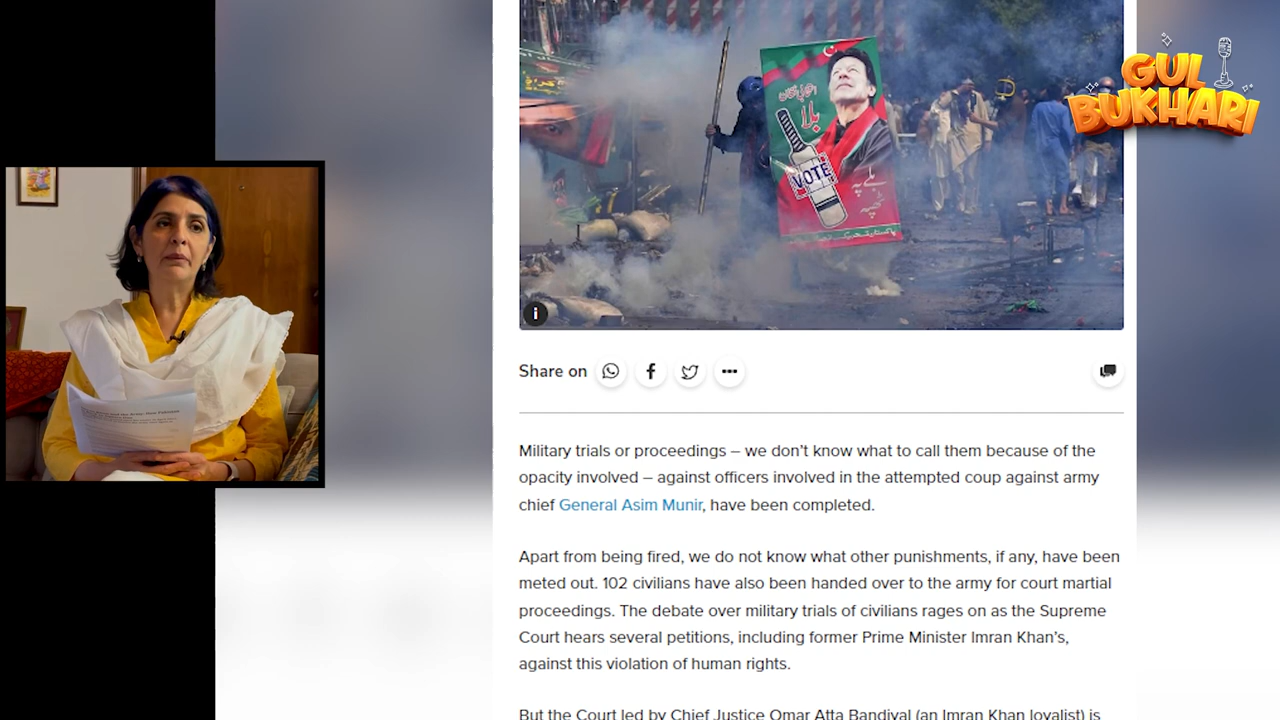 GUL
BUKHARI
بلا
VOTE
بلے پہ
ٹھپہ
i
Share on
Military trials or proceedings – we don’t know what to call them because of the
opacity involved – against officers involved in the attempted coup against army
chief General Asim Munir, have been completed.
Apart from being fired, we do not know what other punishments, if any, have been
meted out. 102 civilians have also been handed over to the army for court martial
proceedings. The debate over military trials of civilians rages on as the Supreme
Court hears several petitions, including former Prime Minister Imran Khan’s,
against this violation of human rights.
But the Court led by Chief Justice Omar Atta Bandiyal (an Imran Khan loyalist) is